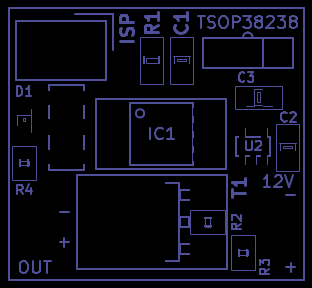 ISP
R1
C1
TSOP38238
D1
C3
C2
IC1
U2
R4
T1
12V
−
−
R2
+
OUT
R3
+